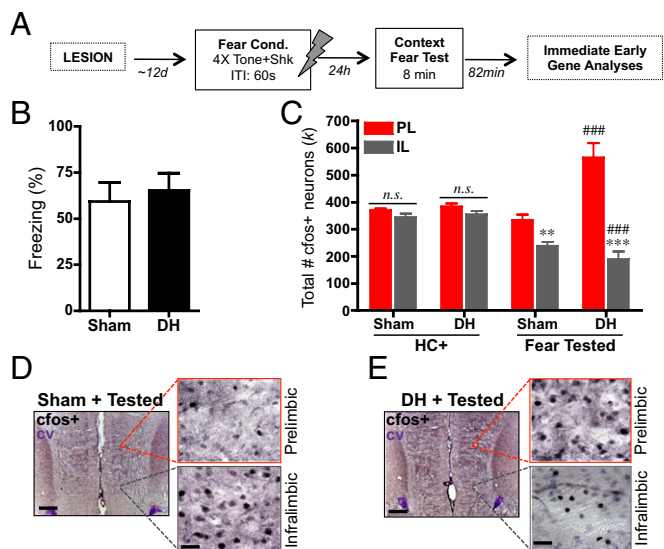 A
LESION
~12d
Fear Cond.
4X Tone+Shk
ITI: 60s
24h
Context
Fear Test
8 min
82min
Immediate Early
Gene Analyses
B
Freezing (%)
100
75
50
25
0
Sham
DH
C
Total # cfos+ neurons (k)
700
600
500
400
300
200
100
0
PL
IL
n.s.
n.s.
**
###
###
***
Sham
DH
Sham
DH
HC+
Fear Tested
D
Sham + Tested
cfos+
cv
Prelimbic
Infralimbic
E
DH + Tested
cfos+
cv
Prelimbic
Infralimbic